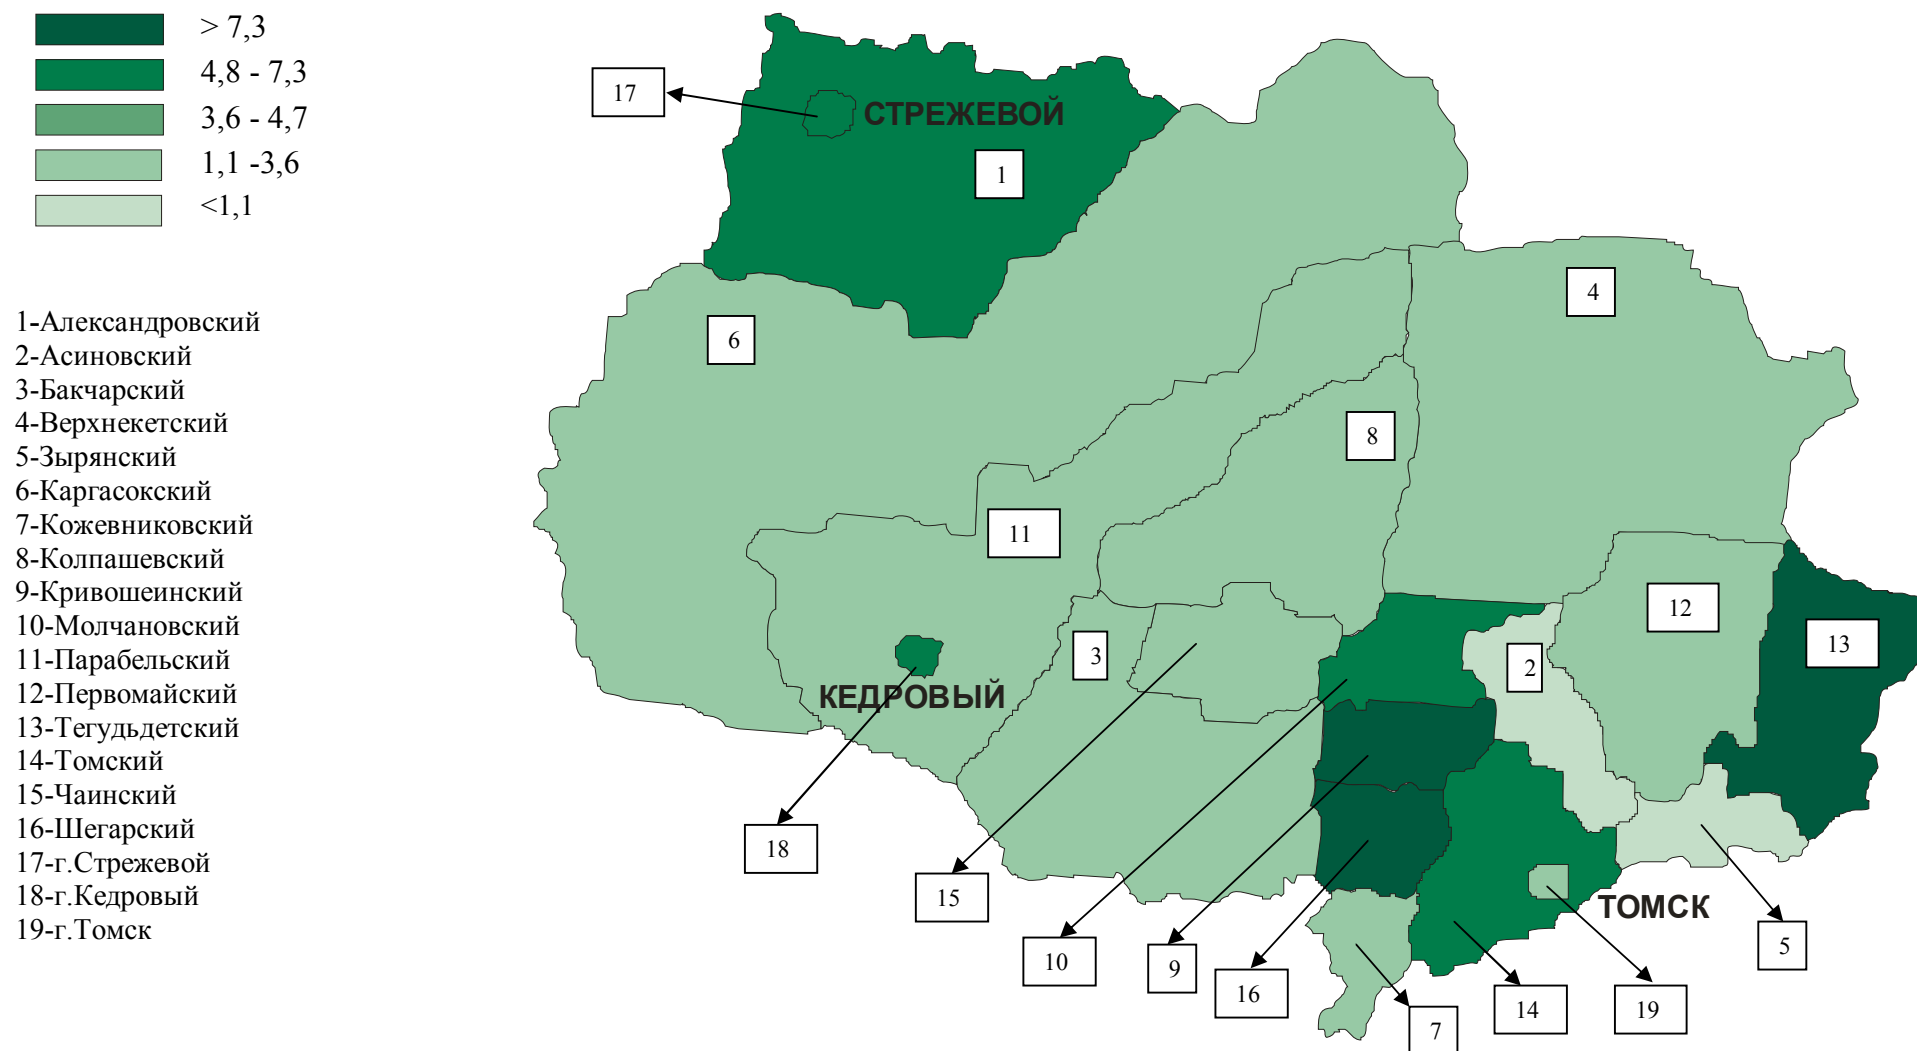 > 7,3
4,8 - 7,3
3,6 - 4,7
1,1 -3,6
<1,1
1-Александровский
2-Асиновский
3-Бакчарский
4-Верхнекетский
5-Зырянский
6-Каргасокский
7-Кожевниковский
8-Колпашевский
9-Кривошеинский
10-Молчановский
11-Парабельский
12-Первомайский
13-Тегудьдетский
14-Томский
15-Чаинский
16-Шегарский
17-г.Стрежевой
18-г.Кедровый
19-г.Томск
17
СТРЕЖЕВОЙ
1
4
6
8
11
12
13
3
2
КЕДРОВЫЙ
18
15
ТОМСК
10
9
16
14
19
5
7